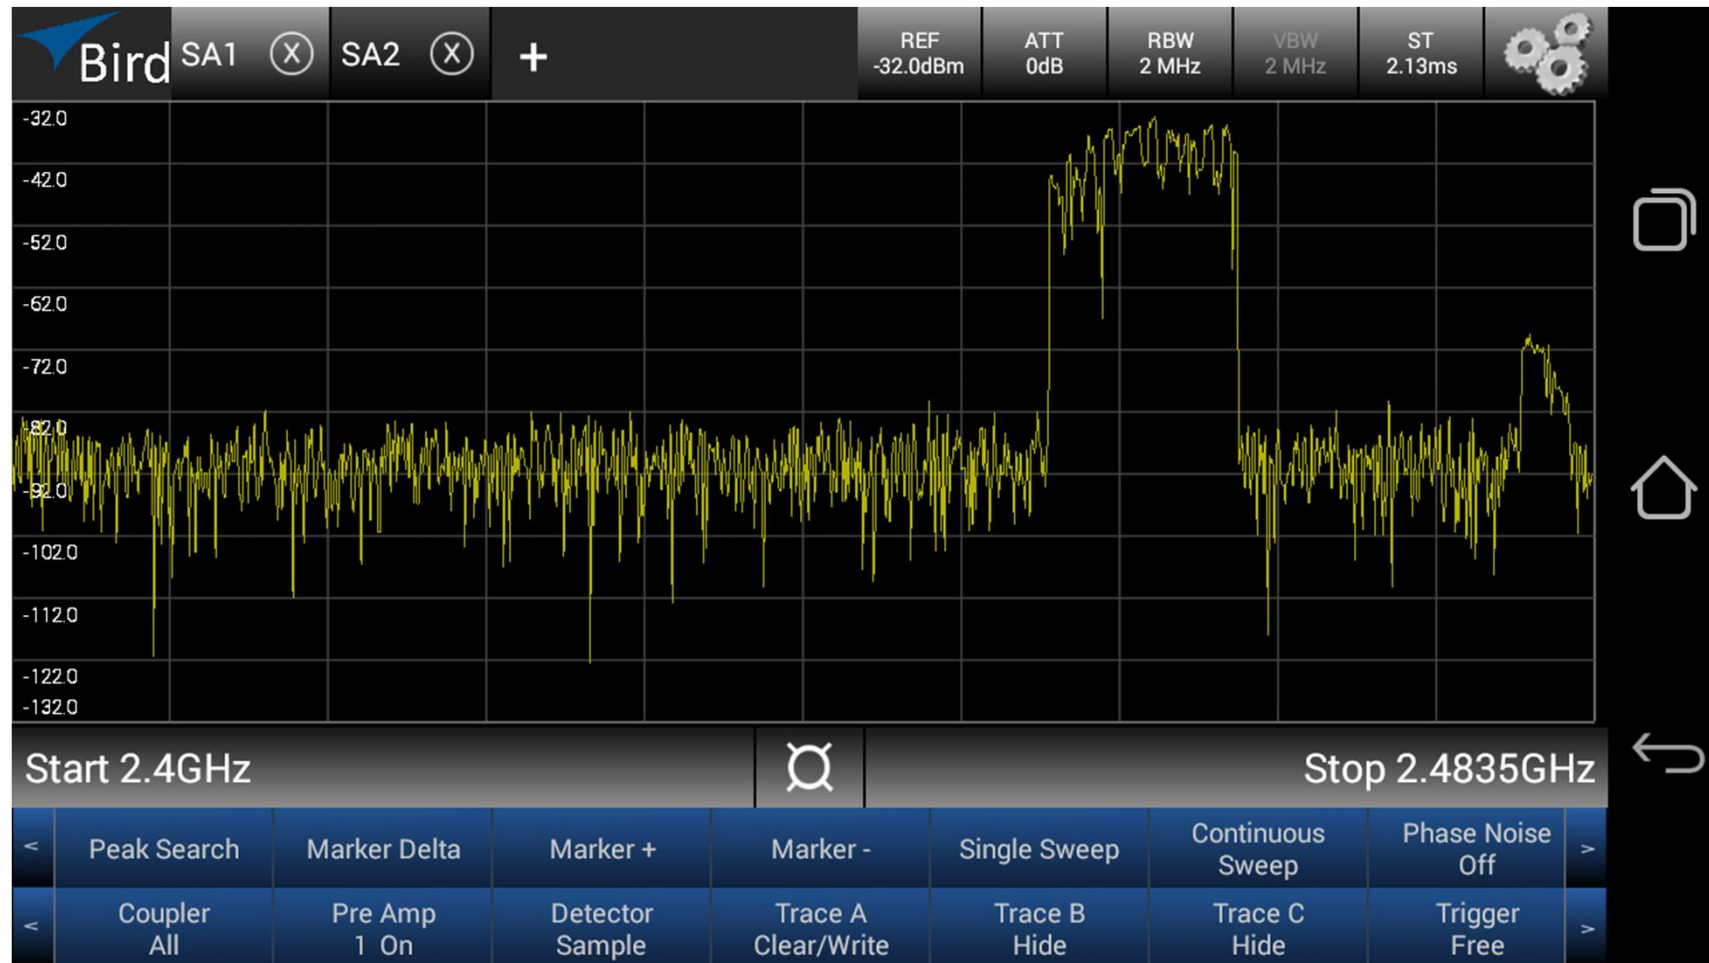 Bird
SA1 X
SA2 X
+
REF
-32.0dBm
ATT
0dB
RBW
2 MHz
VBW
2 MHz
ST
2.13ms
-32.0
-42.0
-52.0
-62.0
-72.0
-82.0
-92.0
-102.0
-112.0
-122.0
-132.0
Start 2.4GHz
Stop 2.4835GHz
<
Peak Search
Marker Delta
Marker +
Marker -
Single Sweep
Continuous
Sweep
Phase Noise
Off
>
<
Coupler
All
Pre Amp
1 On
Detector
Sample
Trace A
Clear/Write
Trace B
Hide
Trace C
Hide
Trigger
Free
>